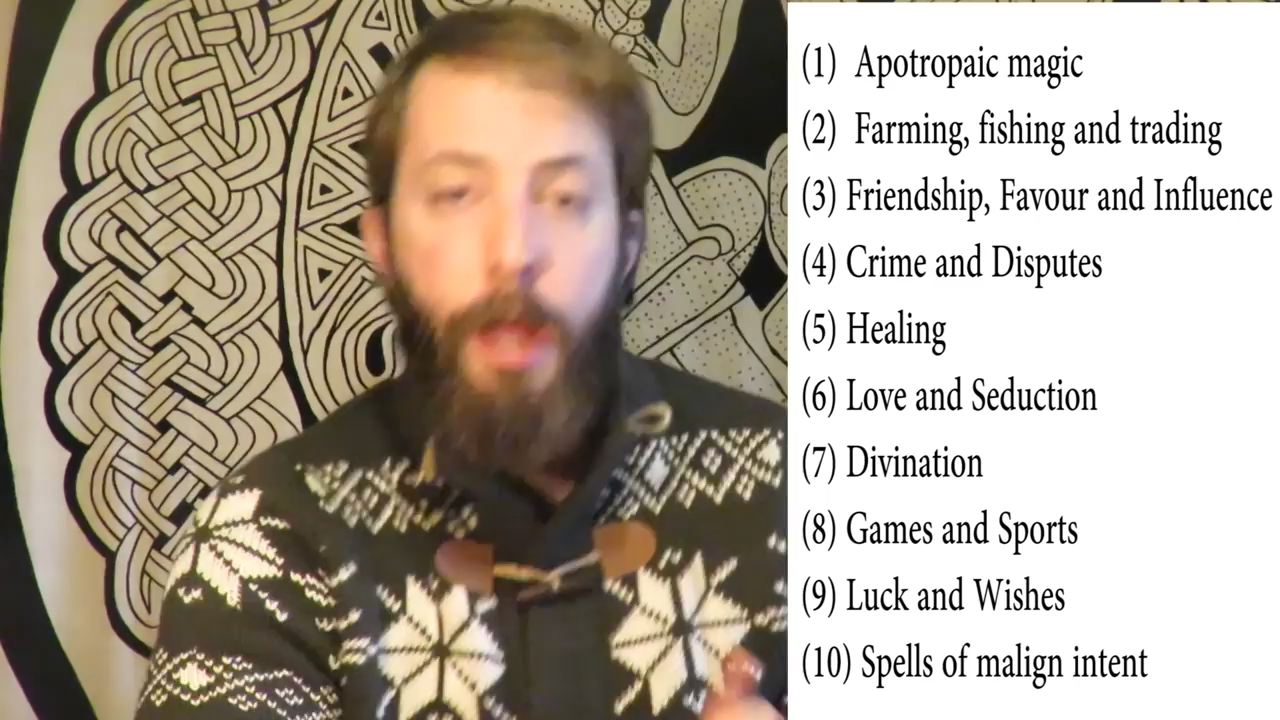 (1) Apotropaic magic
(2) Farming, fishing and trading
(3) Friendship, Favour and Influence
(4) Crime and Disputes
(5) Healing
(6) Love and Seduction
(7) Divination
(8) Games and Sports
(9) Luck and Wishes
(10) Spells of malign intent